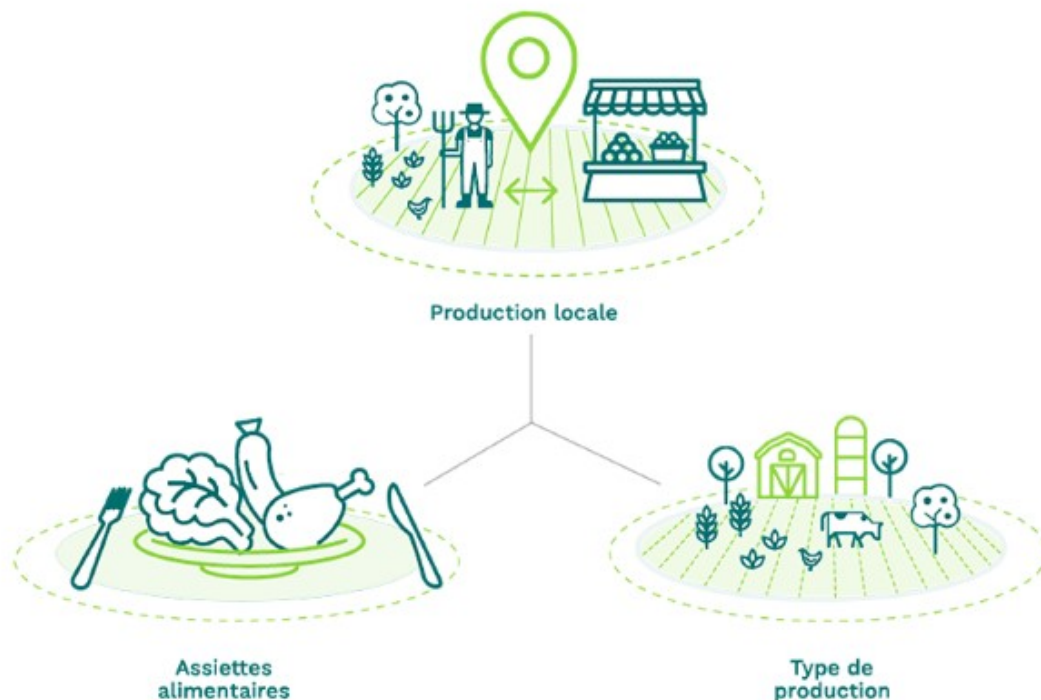 Production locale
Assiettes
alimentaires
Type de
production